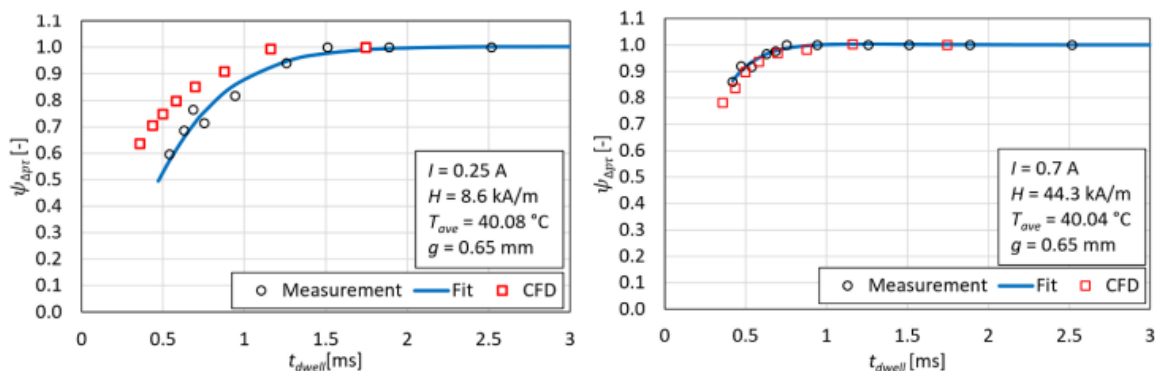 1.1
1.0
0.9
0.8
0.7
0.6
0.5
0.4
0.3
0.2
0.1
0.0
ψΔpτ [-]
I = 0.25 A
H = 8.6 kA/m
Tave = 40.08 °C
g = 0.65 mm
Measurement Fit CFD
0 0.5 1 1.5 2 2.5 3
tdwell[ms]
1.1
1.0
0.9
0.8
0.7
0.6
0.5
0.4
0.3
0.2
0.1
0.0
ψΔpτ [-]
I = 0.7 A
H = 44.3 kA/m
Tave = 40.04 °C
g = 0.65 mm
Measurement Fit CFD
0 0.5 1 1.5 2 2.5 3
tdwell [ms]